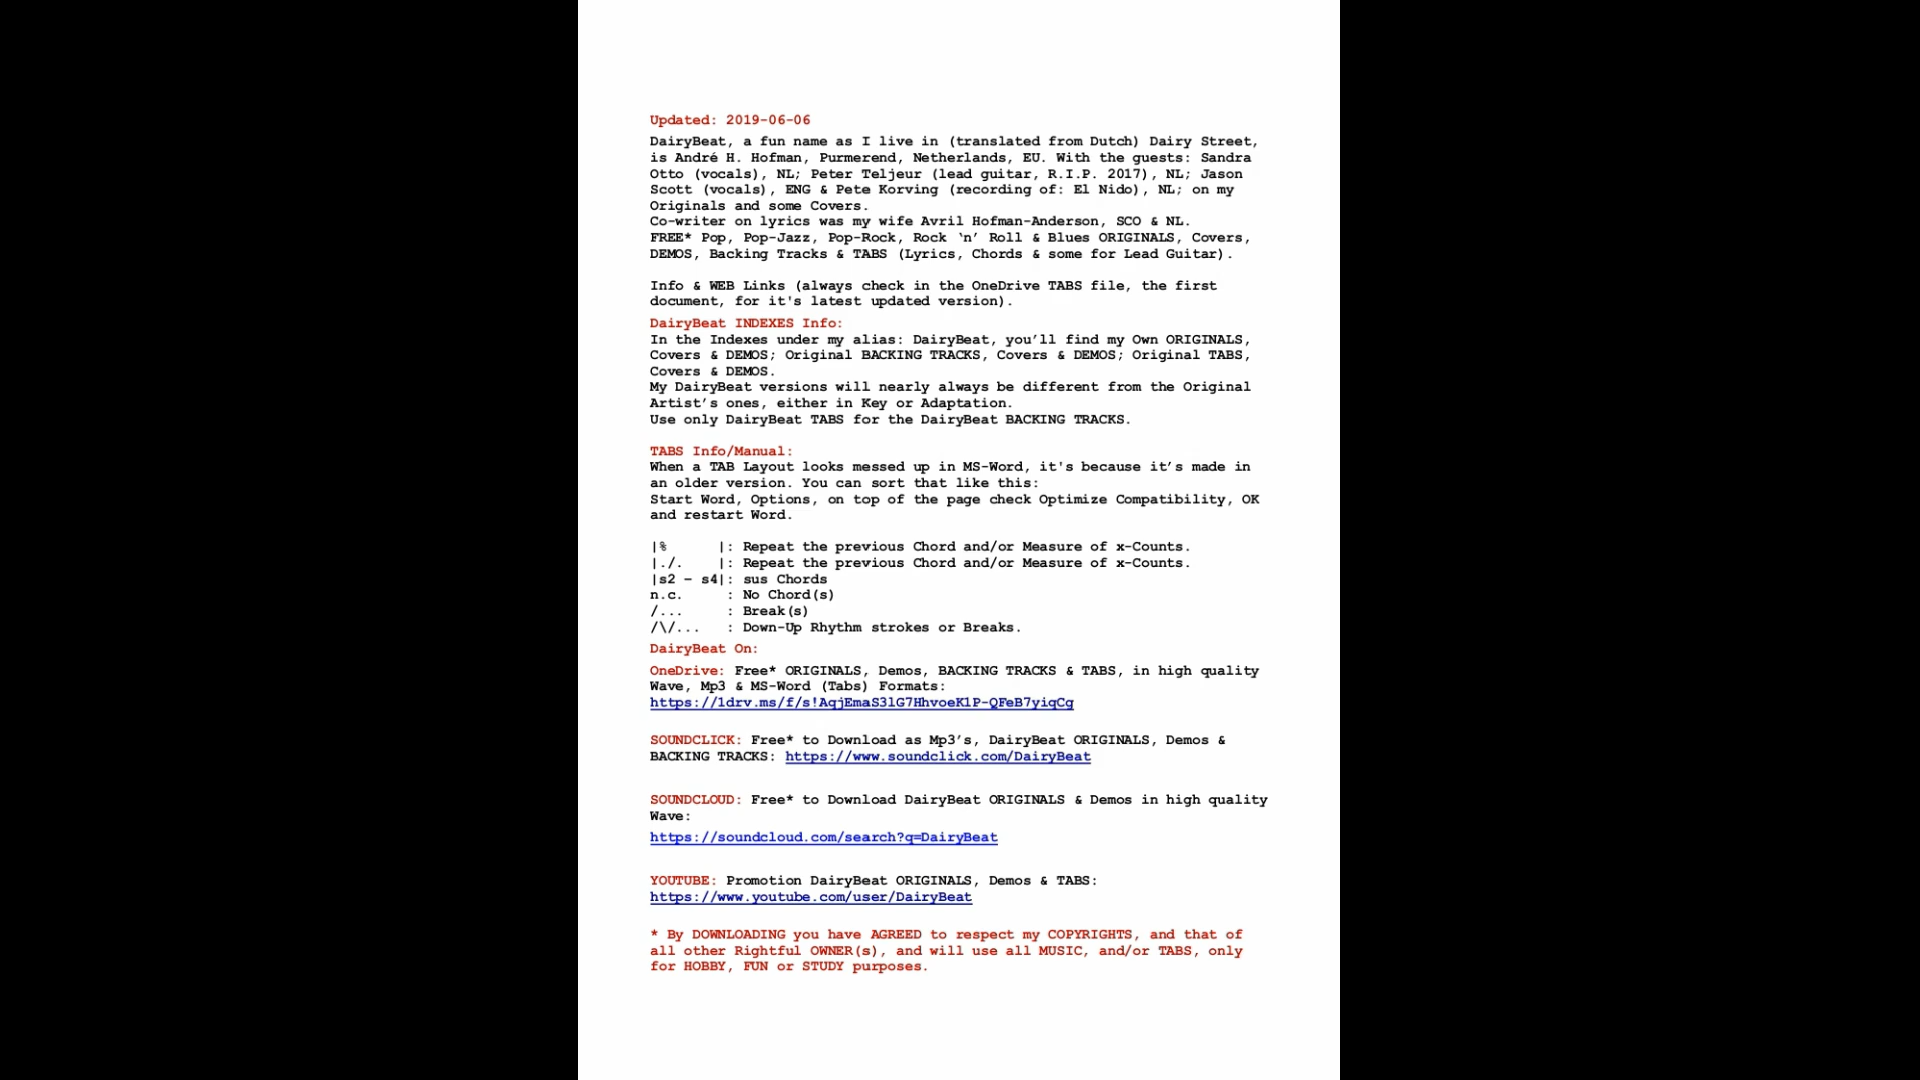 Updated: 2019-06-06
DairyBeat, a fun name as I live in (translated from Dutch) Dairy Street,
is André H. Hofman, Purmerend, Netherlands, EU. With the guests: Sandra
Otto (vocals), NL; Peter Teljeur (lead guitar, R.I.P. 2017), NL; Jason
Scott (vocals), ENG & Pete Korving (recording of: El Nido), NL; on my
Originals and some Covers.
Co-writer on lyrics was my wife Avril Hofman-Anderson, SCO & NL.
FREE* Pop, Pop-Jazz, Pop-Rock, Rock ‘n’ Roll & Blues ORIGINALS, Covers,
DEMOS, Backing Tracks & TABS (Lyrics, Chords & some for Lead Guitar).
Info & WEB Links (always check in the OneDrive TABS file, the first
document, for it's latest updated version).
DairyBeat INDEXES Info:
In the Indexes under my alias: DairyBeat, you’ll find my Own ORIGINALS,
Covers & DEMOS; Original BACKING TRACKS, Covers & DEMOS; Original TABS,
Covers & DEMOS.
My DairyBeat versions will nearly always be different from the Original
Artist’s ones, either in Key or Adaptation.
Use only DairyBeat TABS for the DairyBeat BACKING TRACKS.
TABS Info/Manual:
When a TAB Layout looks messed up in MS-Word, it's because it’s made in
an older version. You can sort that like this:
Start Word, Options, on top of the page check Optimize Compatibility, OK
and restart Word.
|%      |: Repeat the previous Chord and/or Measure of x-Counts.
|./.    |: Repeat the previous Chord and/or Measure of x-Counts.
|s2 – s4|: sus Chords
n.c.     : No Chord(s)
/...     : Break(s)
/\/...   : Down-Up Rhythm strokes or Breaks.
DairyBeat On:
OneDrive: Free* ORIGINALS, Demos, BACKING TRACKS & TABS, in high quality
Wave, Mp3 & MS-Word (Tabs) Formats:
https://1drv.ms/f/s!AqjEmaS3lG7HhvoeKlP-QFeB7yiqCg
SOUNDCLICK: Free* to Download as Mp3’s, DairyBeat ORIGINALS, Demos &
BACKING TRACKS: https://www.soundclick.com/DairyBeat
SOUNDCLOUD: Free* to Download DairyBeat ORIGINALS & Demos in high quality
Wave:
https://soundcloud.com/search?q=DairyBeat
YOUTUBE: Promotion DairyBeat ORIGINALS, Demos & TABS:
https://www.youtube.com/user/DairyBeat
* By DOWNLOADING you have AGREED to respect my COPYRIGHTS, and that of
all other Rightful OWNER(s), and will use all MUSIC, and/or TABS, only
for HOBBY, FUN or STUDY purposes.